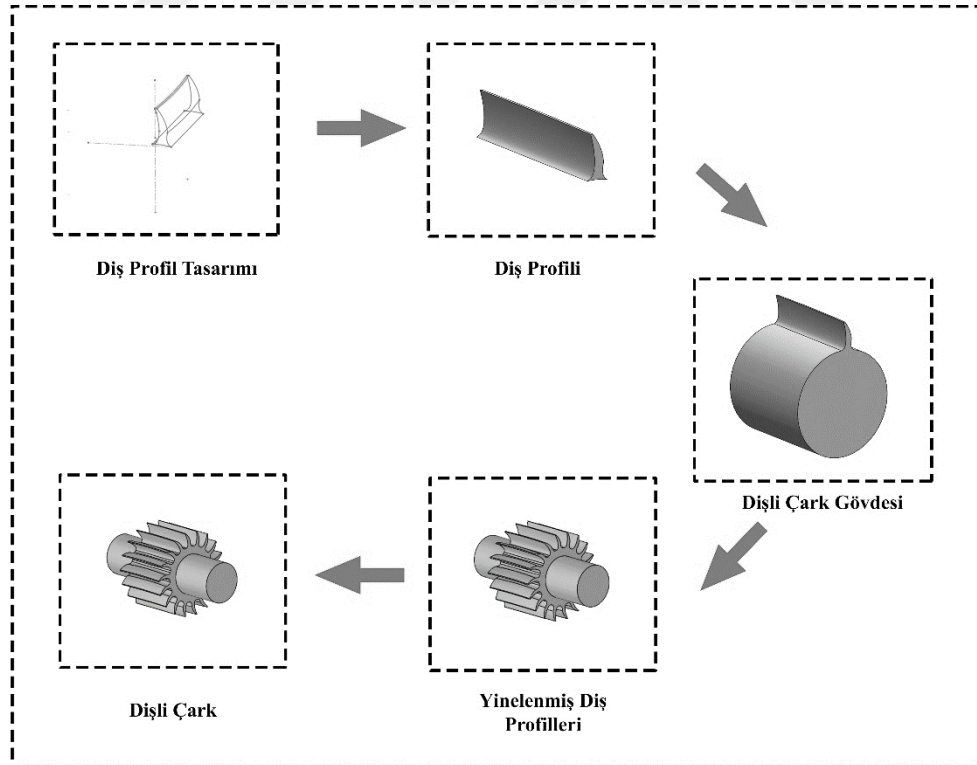 Diş Profil Tasarımı
Diş Profili
Dişli Çark Gövdesi
Yinelenmiş Diş
Profilleri
Dişli Çark